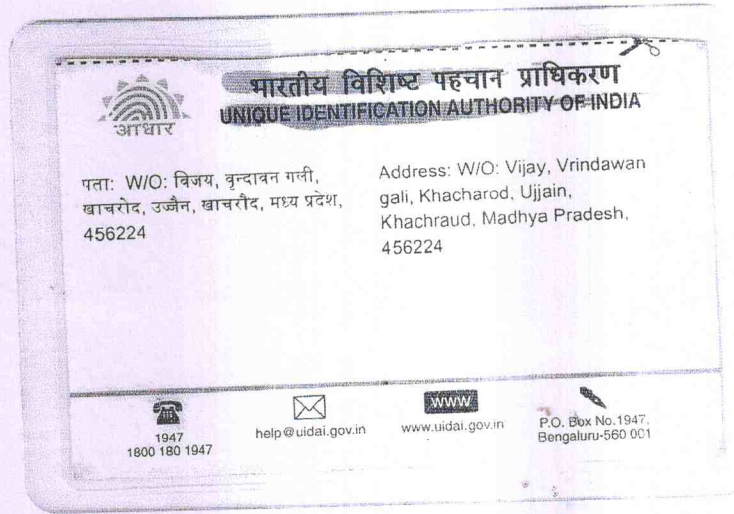 आधार
भारतीय विशिष्ट पहचान प्राधिकरण
UNIQUE IDENTIFICATION AUTHORITY OF INDIA
पता: W/O: विजय, वृन्दावन गली,
खाचरोद, उज्जैन, खाचरौद, मध्य प्रदेश,
456224
Address: W/O: Vijay, Vrindawan
gali, Khacharod, Ujjain,
Khachraud, Madhya Pradesh,
456224
1947
1800 180 1947
help@uidai.gov.in
www
www.uidai.gov.in
P.O. Box No.1947,
Bengaluru-560 001